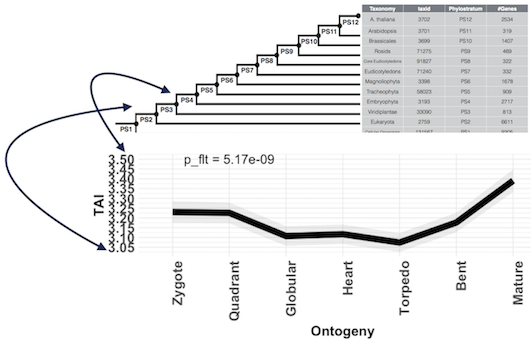 Taxonomy taxid Phylostratum #Genes
A. thaliana 3702 PS12 2534
Arabidopsis 3701 PS11 319
Brassicales 3699 PS10 1407
Rosids 71275 PS9 469
Core Eudicotyledons 91827 PS8 322
Eudicotyledons 71240 PS7 332
Magnoliophyta 3398 PS6 1678
Tracheophyta 58023 PS5 909
Embryophyta 3193 PS4 2717
Viridiplantae 33090 PS3 813
Eukaryota 2759 PS2 6611
PS1
PS12
PS11
PS10
PS9
PS8
PS7
PS6
PS5
PS4
PS3
PS2
PS1
p_flt = 5.17e-09
TAI
3.50
3.45
3.40
3.35
3.30
3.25
3.20
3.15
3.10
3.05
Zygote
Quadrant
Globular
Heart
Torpedo
Bent
Mature
Ontogeny